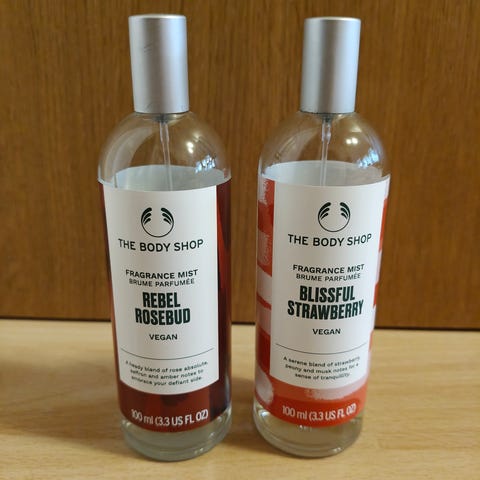 THE BODY SHOP
FRAGRANCE MIST
BRUME PARFUMÉE
REBEL
ROSEBUD
VEGAN
A heady blend of rose absolute,
saffron and amber notes to
embrace your defiant side.
100 ml (3.3 US FL OZ)
THE BODY SHOP
FRAGRANCE MIST
BRUME PARFUMÉE
BLISSFUL
STRAWBERRY
VEGAN
A serene blend of strawberry,
peony and musk notes for a
sense of tranquility.
100 ml (3.3 US FL OZ)